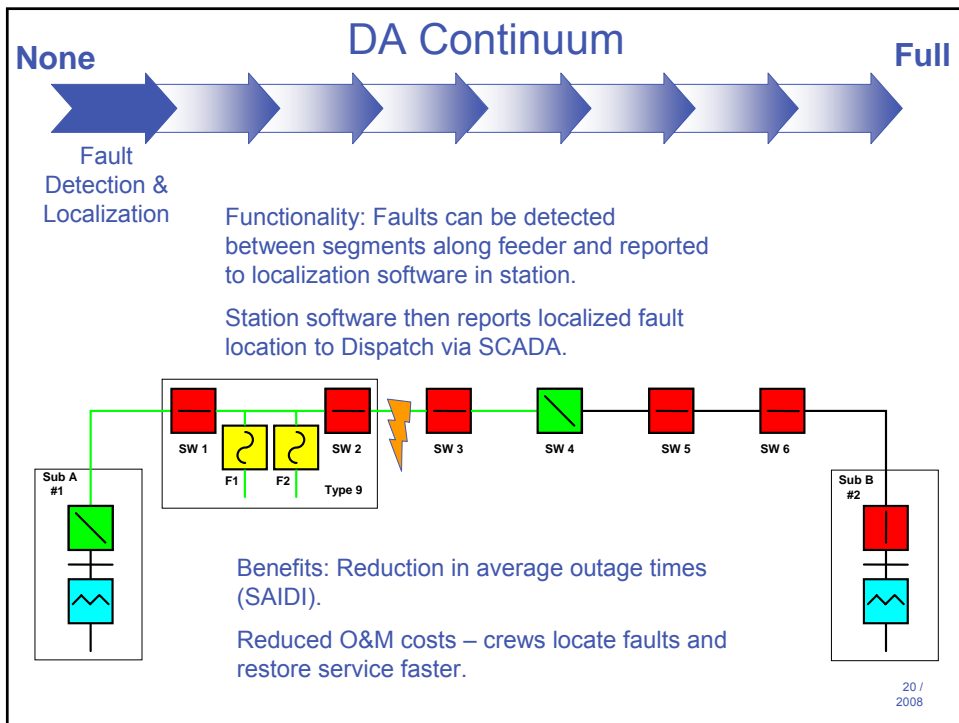 DA Continuum
None
Full
Fault
Detection &
Localization
Functionality: Faults can be detected
between segments along feeder and reported
to localization software in station.
Station software then reports localized fault
location to Dispatch via SCADA.
SW 1
SW 2
SW 3
SW 4
SW 5
SW 6
F1
F2
Type 9
Sub A
#1
Sub B
#2
Benefits: Reduction in average outage times
(SAIDI).
Reduced O&M costs – crews locate faults and
restore service faster.
20 /
2008